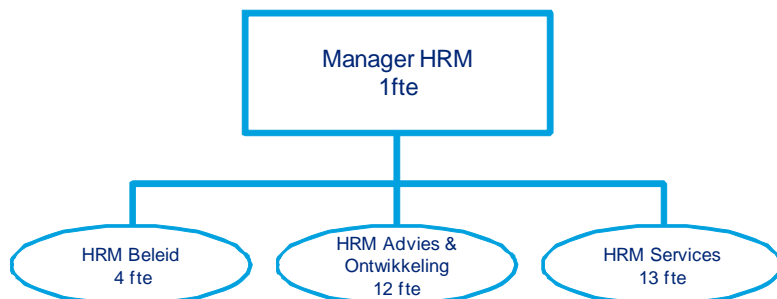 Manager HRM
1fte
HRM Beleid
4 fte
HRM Advies &
Ontwikkeling
12 fte
HRM Services
13 fte